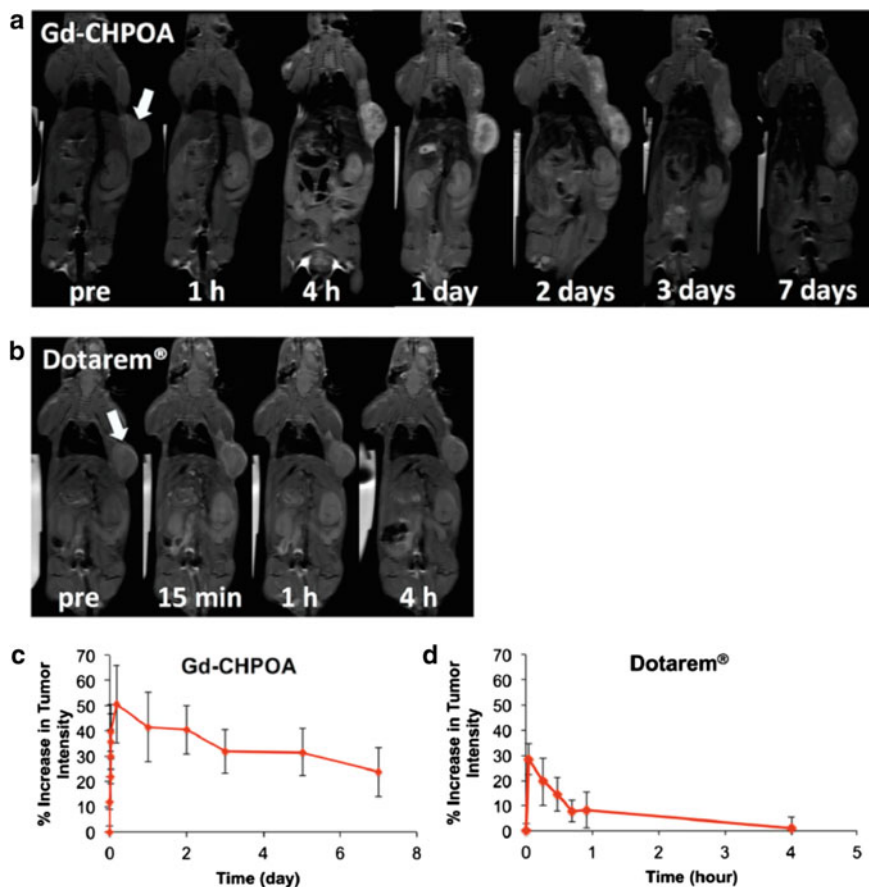 a
Gd-CHPOA
pre 1 h 4 h 1 day 2 days 3 days 7 days
b
Dotarem®
pre 15 min 1 h 4 h
c
Gd-CHPOA
% Increase in Tumor
Intensity
70
60
50
40
30
20
10
0
0 2 4 6 8
Time (day)
d
Dotarem®
% Increase in Tumor
Intensity
70
60
50
40
30
20
10
0
0 1 2 3 4 5
Time (hour)